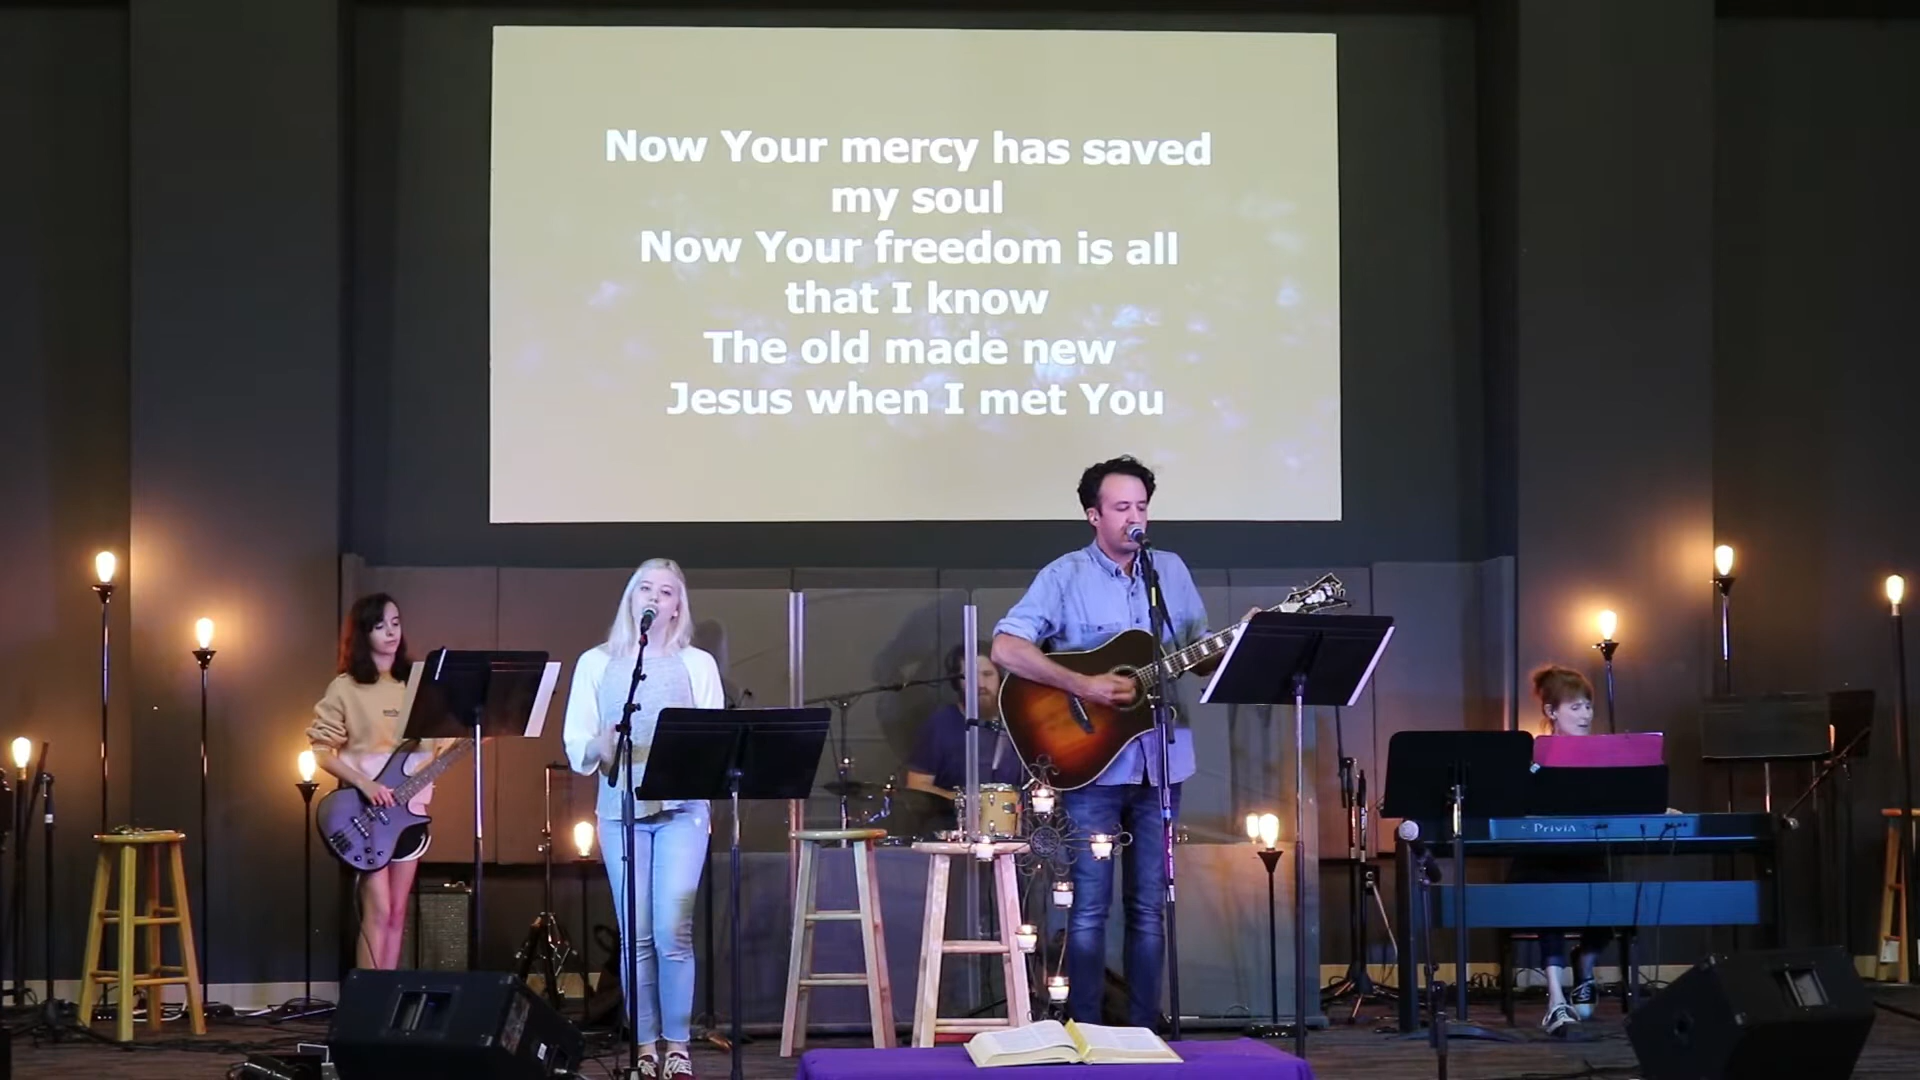 Now Your mercy has saved
my soul
Now Your freedom is all
that I know
The old made new
Jesus when I met You
Privia